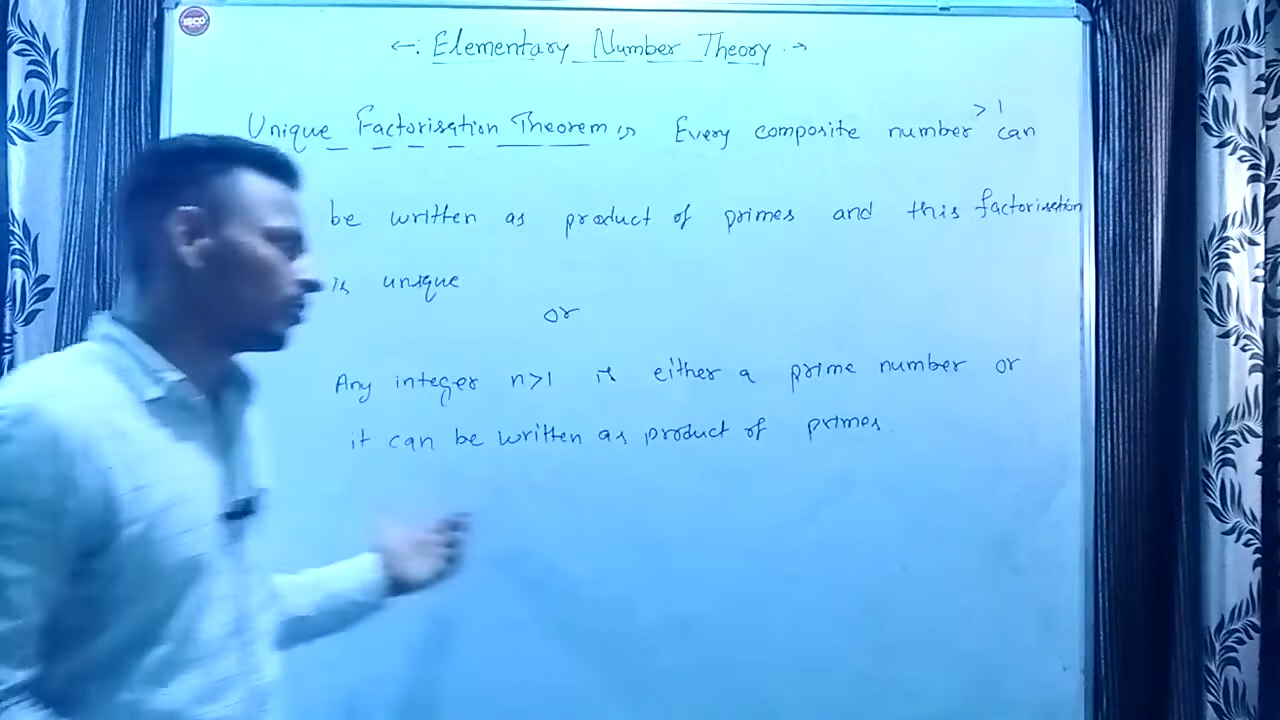 ISCO
←: Elementary Number Theory :→
Unique Factorisation Theorem :> Every composite number > 1 can
be written as product of primes and this factorisation
is unique
or
Any integer n>1 is either a prime number or
it can be written as product of primes.